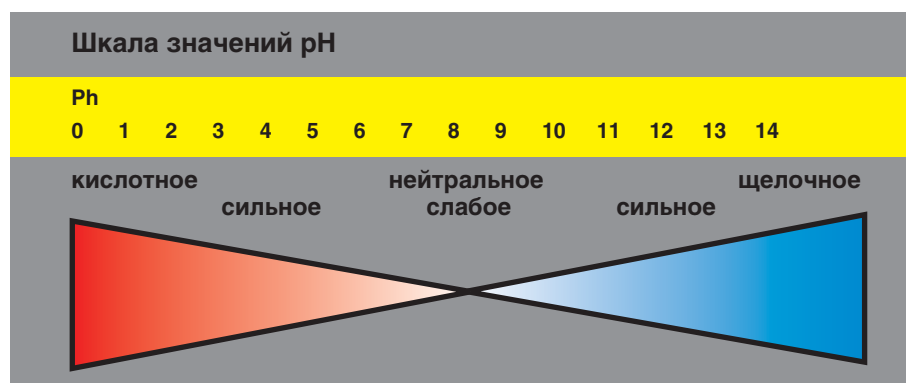 Шкала значений pH
Ph
0 1 2 3 4 5 6 7 8 9 10 11 12 13 14
кислотное нейтральное щелочное
сильное слабое сильное